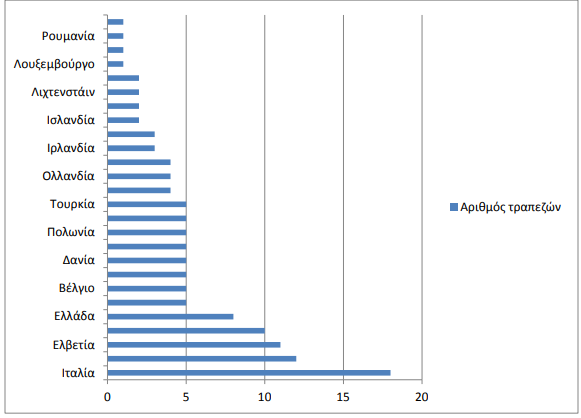 Ρουμανία
Λουξεμβούργο
Λιχτενστάιν
Ισλανδία
Ιρλανδία
Ολλανδία
Τουρκία
Πολωνία
Δανία
Βέλγιο
Ελλάδα
Ελβετία
Ιταλία
0 5 10 15 20
Αριθμός τραπεζών